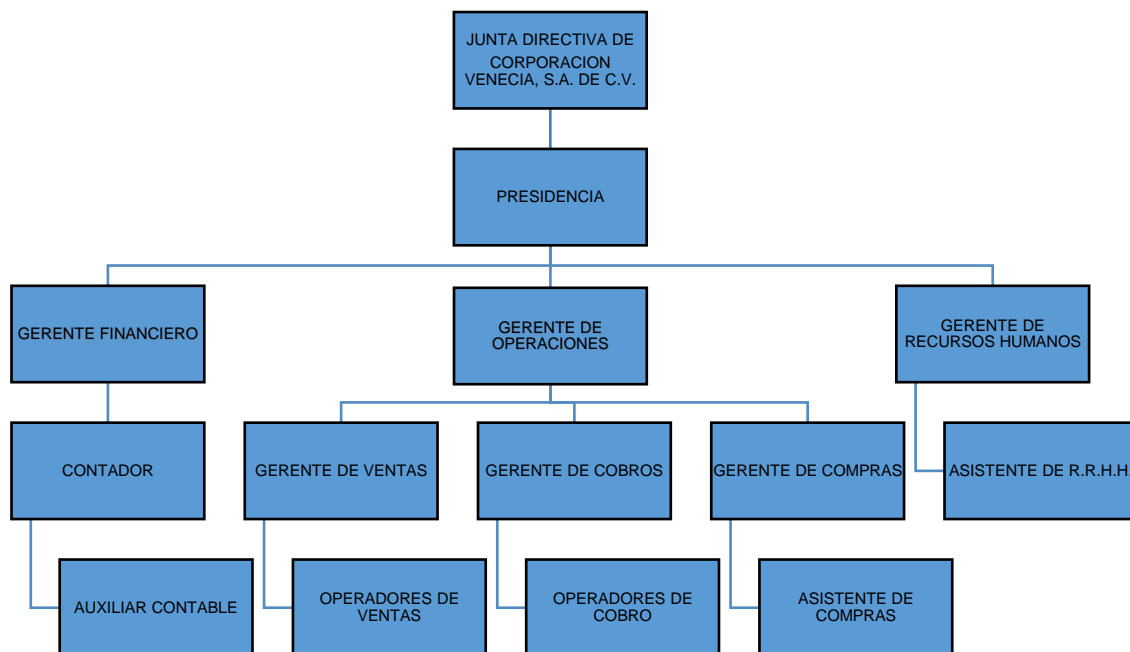 JUNTA DIRECTIVA DE
CORPORACION
VENECIA, S.A. DE C.V.
PRESIDENCIA
GERENTE FINANCIERO
GERENTE DE
OPERACIONES
GERENTE DE
RECURSOS HUMANOS
CONTADOR
GERENTE DE VENTAS
GERENTE DE COBROS
GERENTE DE COMPRAS
ASISTENTE DE R.R.H.H.
AUXILIAR CONTABLE
OPERADORES DE
VENTAS
OPERADORES DE
COBRO
ASISTENTE DE
COMPRAS